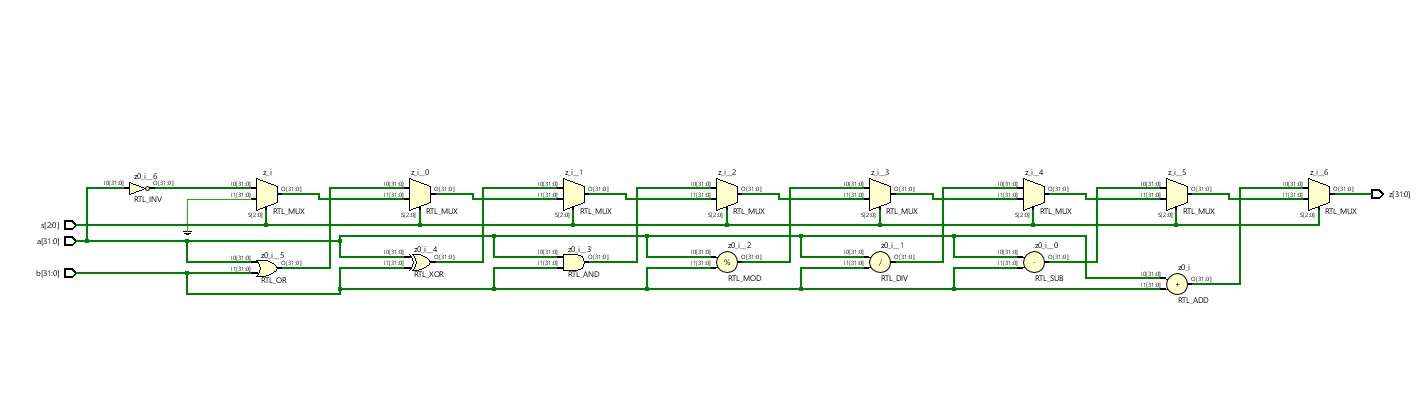 z0_i__6
I0[31:0] O[31:0]
RTL_INV
z_i
I0[31:0]
I1[31:0] O[31:0]
S[2:0] RTL_MUX
z_i__0
I0[31:0]
I1[31:0] O[31:0]
S[2:0] RTL_MUX
z_i__1
I0[31:0]
I1[31:0] O[31:0]
S[2:0] RTL_MUX
z_i__2
I0[31:0]
I1[31:0] O[31:0]
S[2:0] RTL_MUX
z_i__3
I0[31:0]
I1[31:0] O[31:0]
S[2:0] RTL_MUX
z_i__4
I0[31:0]
I1[31:0] O[31:0]
S[2:0] RTL_MUX
z_i__5
I0[31:0]
I1[31:0] O[31:0]
S[2:0] RTL_MUX
z_i__6
I0[31:0]
I1[31:0] O[31:0]
S[2:0] RTL_MUX
z[31:0]
s[2:0]
a[31:0]
b[31:0]
z0_i__5
I0[31:0]
I1[31:0] O[31:0]
RTL_OR
z0_i__4
I0[31:0] O[31:0]
I1[31:0]
RTL_XOR
z0_i__3
I0[31:0] O[31:0]
I1[31:0]
RTL_AND
z0_i__2
I0[31:0] O[31:0]
I1[31:0] %
RTL_MOD
z0_i__1
I0[31:0] O[31:0]
I1[31:0] /
RTL_DIV
z0_i__0
I0[31:0] O[31:0]
I1[31:0] -
RTL_SUB
z0_i
I0[31:0] O[31:0]
I1[31:0] +
RTL_ADD